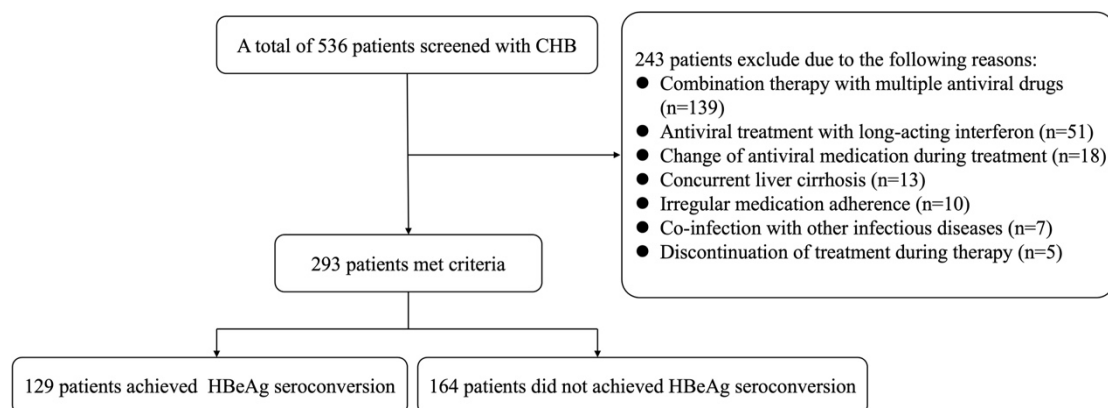 A total of 536 patients screened with CHB
243 patients exclude due to the following reasons:
● Combination therapy with multiple antiviral drugs
(n=139)
● Antiviral treatment with long-acting interferon (n=51)
● Change of antiviral medication during treatment (n=18)
● Concurrent liver cirrhosis (n=13)
● Irregular medication adherence (n=10)
● Co-infection with other infectious diseases (n=7)
● Discontinuation of treatment during therapy (n=5)
293 patients met criteria
129 patients achieved HBeAg seroconversion
164 patients did not achieved HBeAg seroconversion